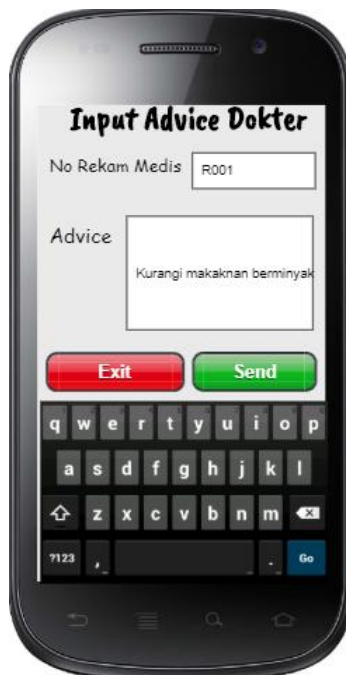 Input Advice Dokter
No Rekam Medis R001
Advice
Kurangi makaknan berminyak
Exit Send
q w e r t y u i o p
a s d f g h j k l
z x c v b n m
?123 , . Go